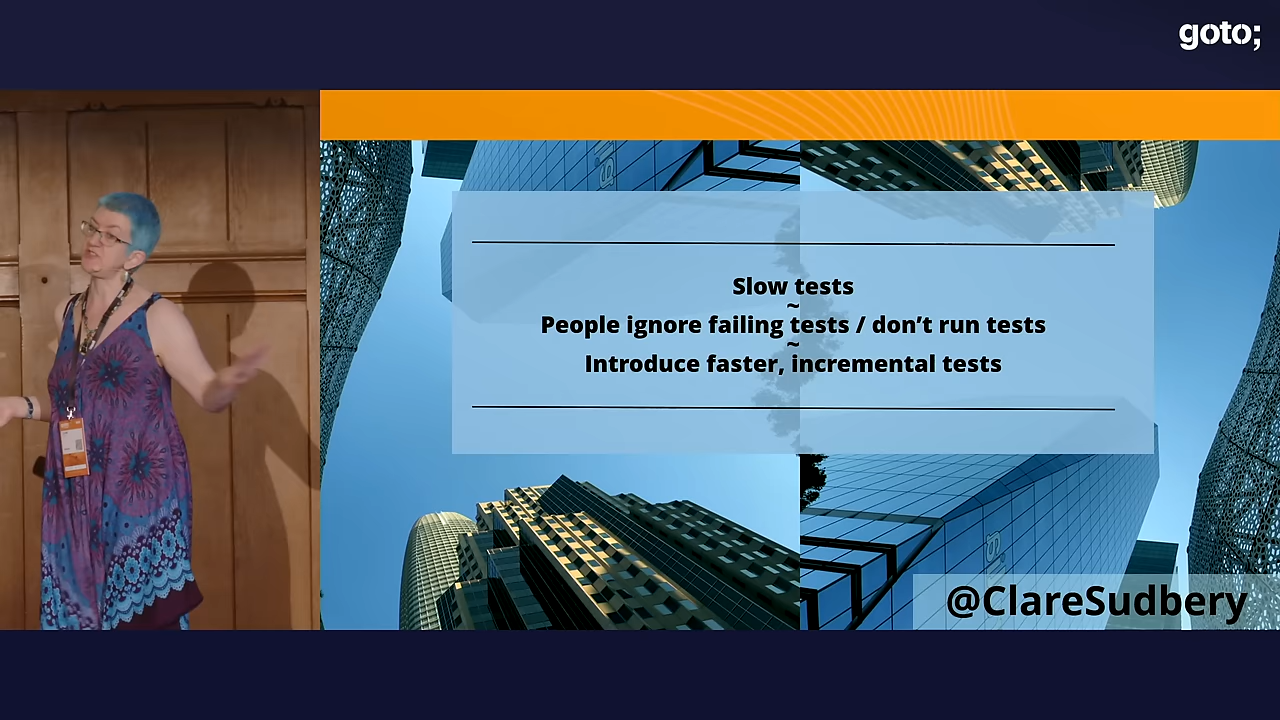 goto;
Slow tests
~
People ignore failing tests / don’t run tests
~
Introduce faster, incremental tests
@ClareSudbery